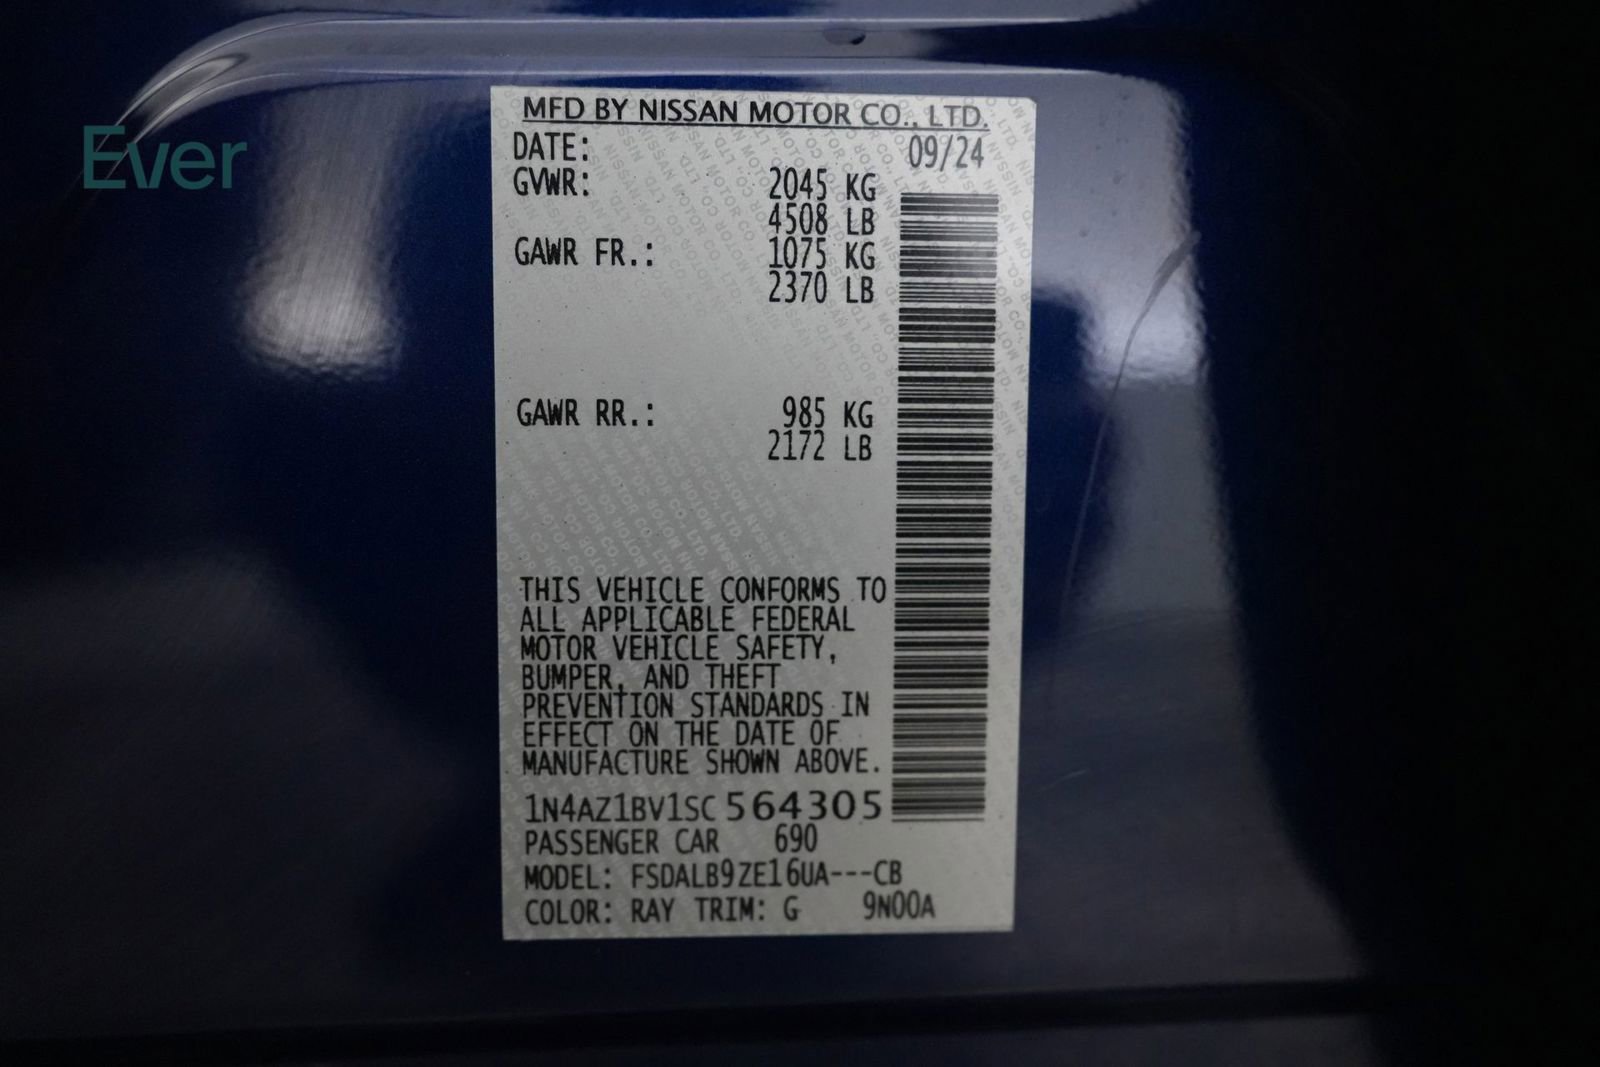 Ever
MFD BY NISSAN MOTOR CO., LTD.
DATE: 09/24
GVWR: 2045 KG
4508 LB
GAWR FR.: 1075 KG
2370 LB
GAWR RR.: 985 KG
2172 LB
THIS VEHICLE CONFORMS TO
ALL APPLICABLE FEDERAL
MOTOR VEHICLE SAFETY,
BUMPER, AND THEFT
PREVENTION STANDARDS IN
EFFECT ON THE DATE OF
MANUFACTURE SHOWN ABOVE.
1N4AZ1BV1SC564305
PASSENGER CAR 690
MODEL: FSDALB9ZE16UA---CB
COLOR: RAY TRIM: G 9N00A